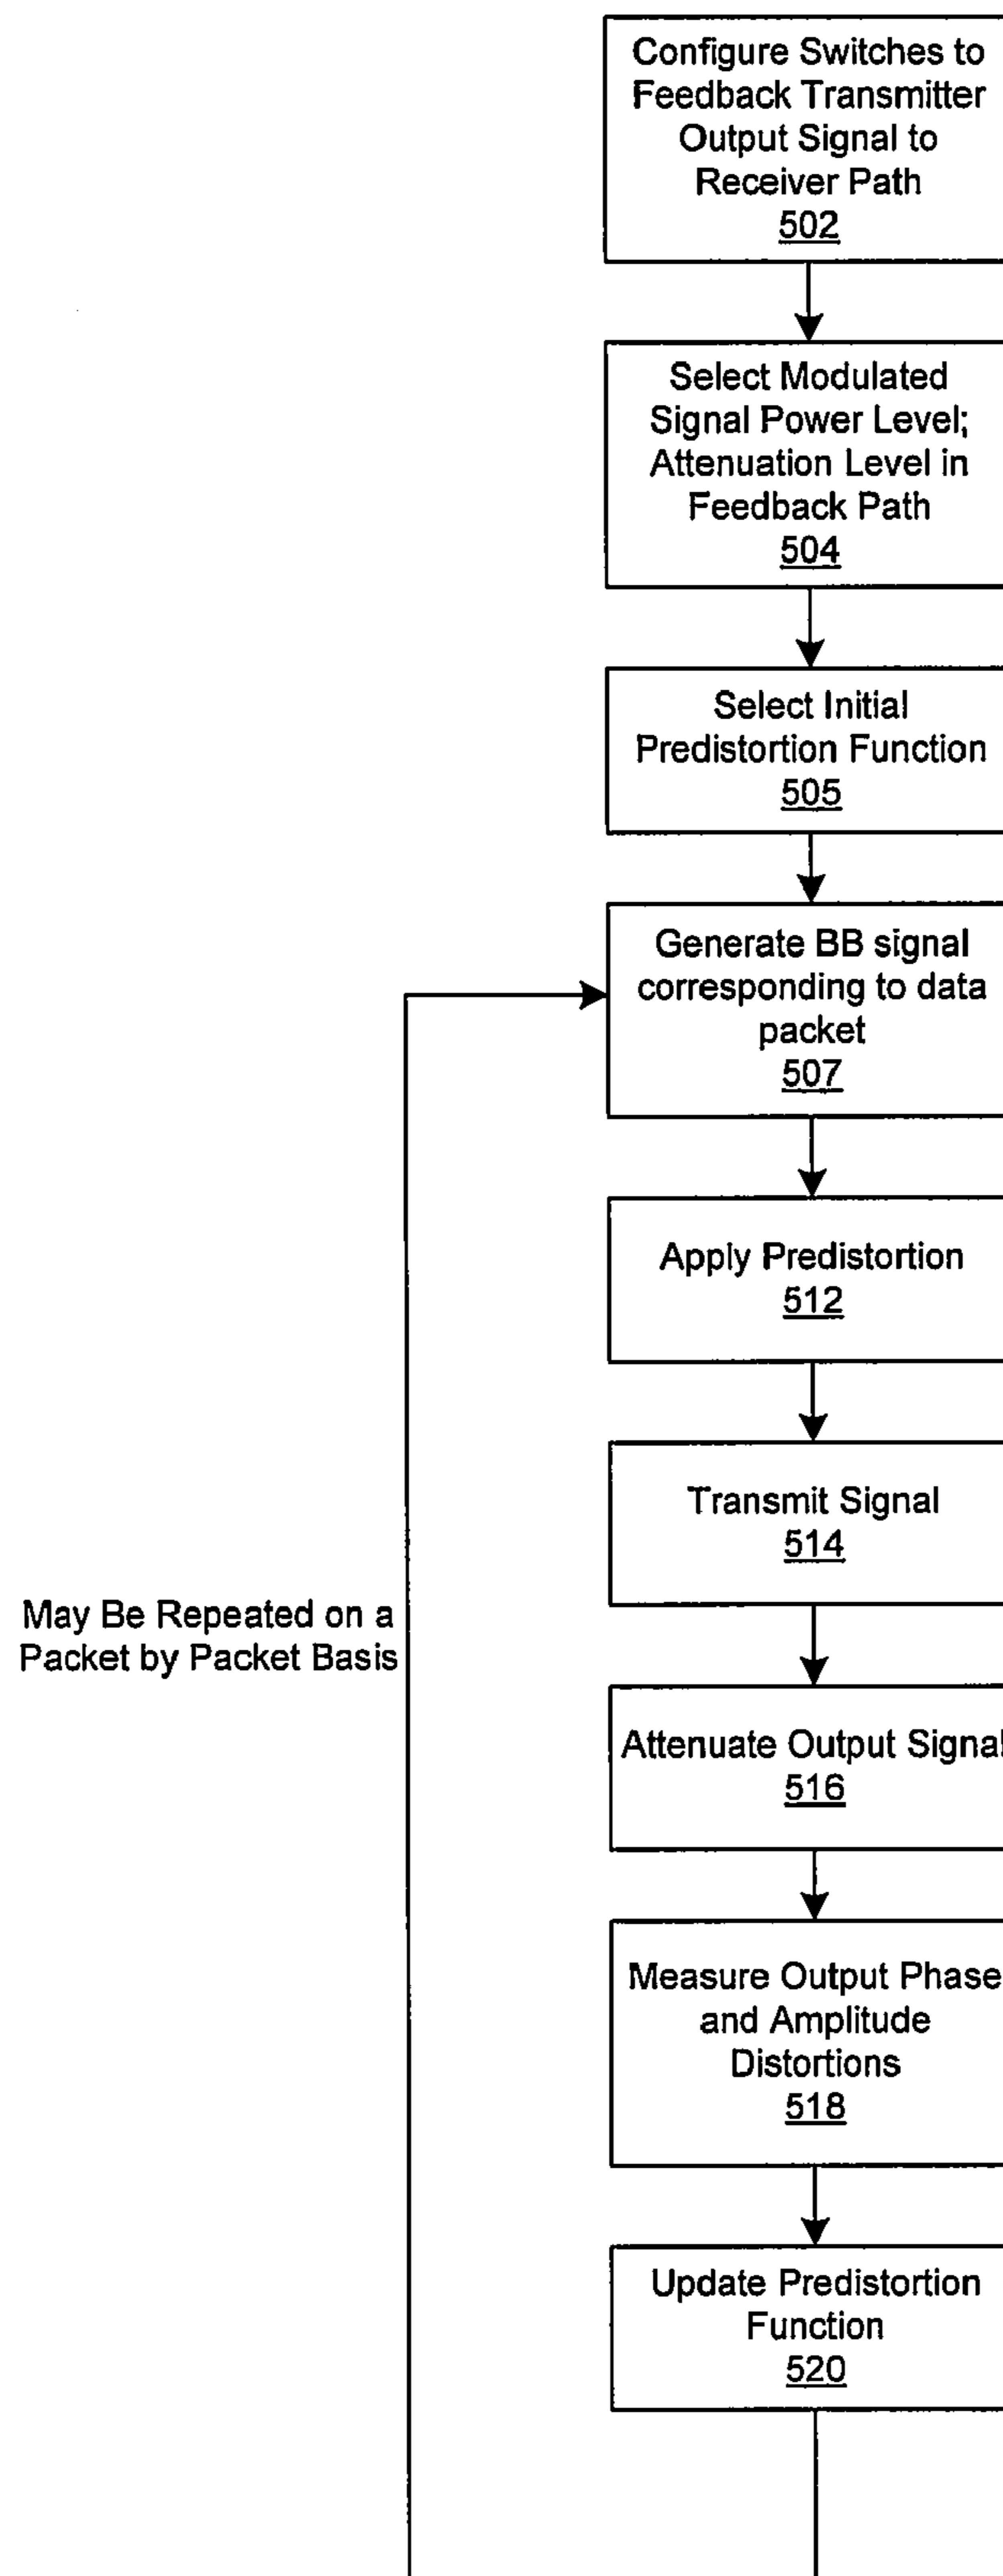 Configure Switches to
Feedback Transmitter
Output Signal to
Receiver Path
502
Select Modulated
Signal Power Level;
Attenuation Level in
Feedback Path
504
Select Initial
Predistortion Function
505
Generate BB signal
corresponding to data
packet
507
Apply Predistortion
512
Transmit Signal
514
May Be Repeated on a
Packet by Packet Basis
Attenuate Output Signal
516
Measure Output Phase
and Amplitude
Distortions
518
Update Predistortion
Function
520